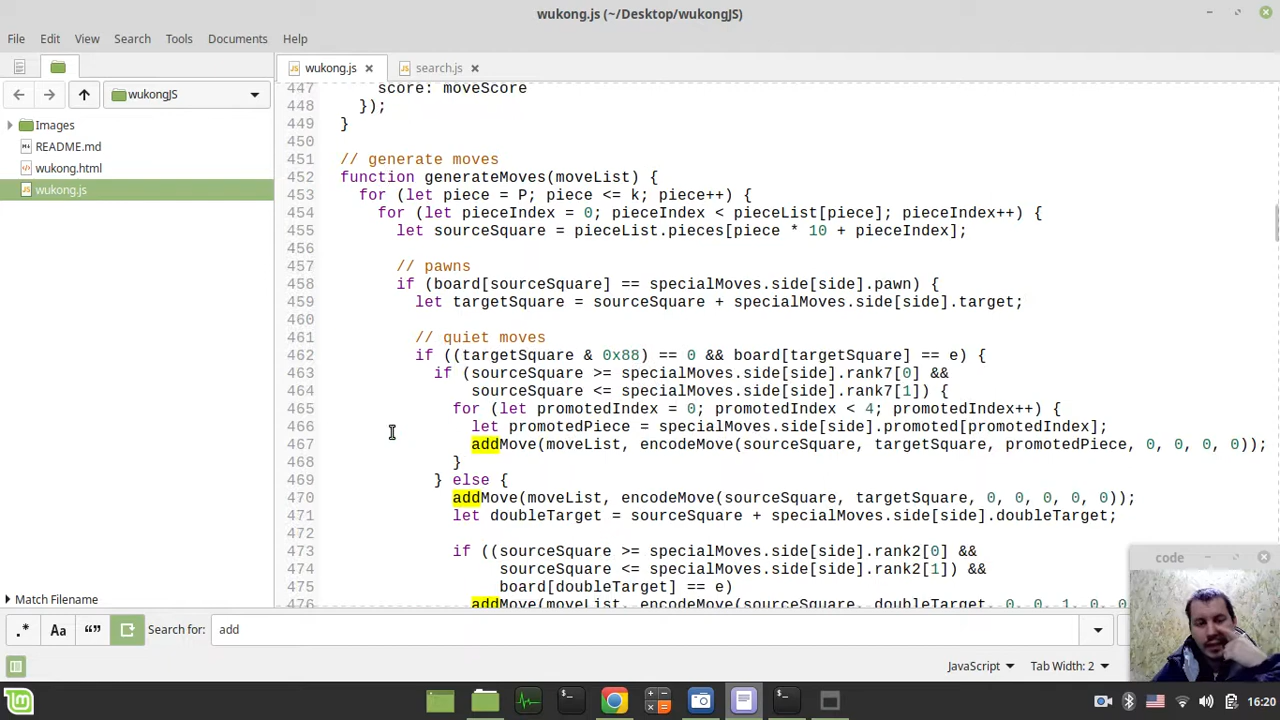 wukong.js (~/Desktop/wukongJS)
File Edit View Search Tools Documents Help
wukong.js
search.js
wukongJS
Images
README.md
wukong.html
wukong.js
Match Filename
447 score: moveScore
448 });
449 }
450
451 // generate moves
452 function generateMoves(moveList) {
453 for (let piece = P; piece <= k; piece++) {
454 for (let pieceIndex = 0; pieceIndex < pieceList[piece]; pieceIndex++) {
455 let sourceSquare = pieceList.pieces[piece * 10 + pieceIndex];
456
457 // pawns
458 if (board[sourceSquare] == specialMoves.side[side].pawn) {
459 let targetSquare = sourceSquare + specialMoves.side[side].target;
460
461 // quiet moves
462 if ((targetSquare & 0x88) == 0 && board[targetSquare] == e) {
463 if (sourceSquare >= specialMoves.side[side].rank7[0] &&
464 sourceSquare <= specialMoves.side[side].rank7[1]) {
465 for (let promotedIndex = 0; promotedIndex < 4; promotedIndex++) {
466 let promotedPiece = specialMoves.side[side].promoted[promotedIndex];
467 addMove(moveList, encodeMove(sourceSquare, targetSquare, promotedPiece, 0, 0, 0, 0));
468 }
469 } else {
470 addMove(moveList, encodeMove(sourceSquare, targetSquare, 0, 0, 0, 0, 0));
471 let doubleTarget = sourceSquare + specialMoves.side[side].doubleTarget;
472
473 if ((sourceSquare >= specialMoves.side[side].rank2[0] &&
474 sourceSquare <= specialMoves.side[side].rank2[1]) &&
475 board[doubleTarget] == e)
476 addMove(moveList, encodeMove(sourceSquare, doubleTarget, 0, 0, 1, 0, 0
code
.* Aa “” Search for: add
JavaScript Tab Width: 2
16:20